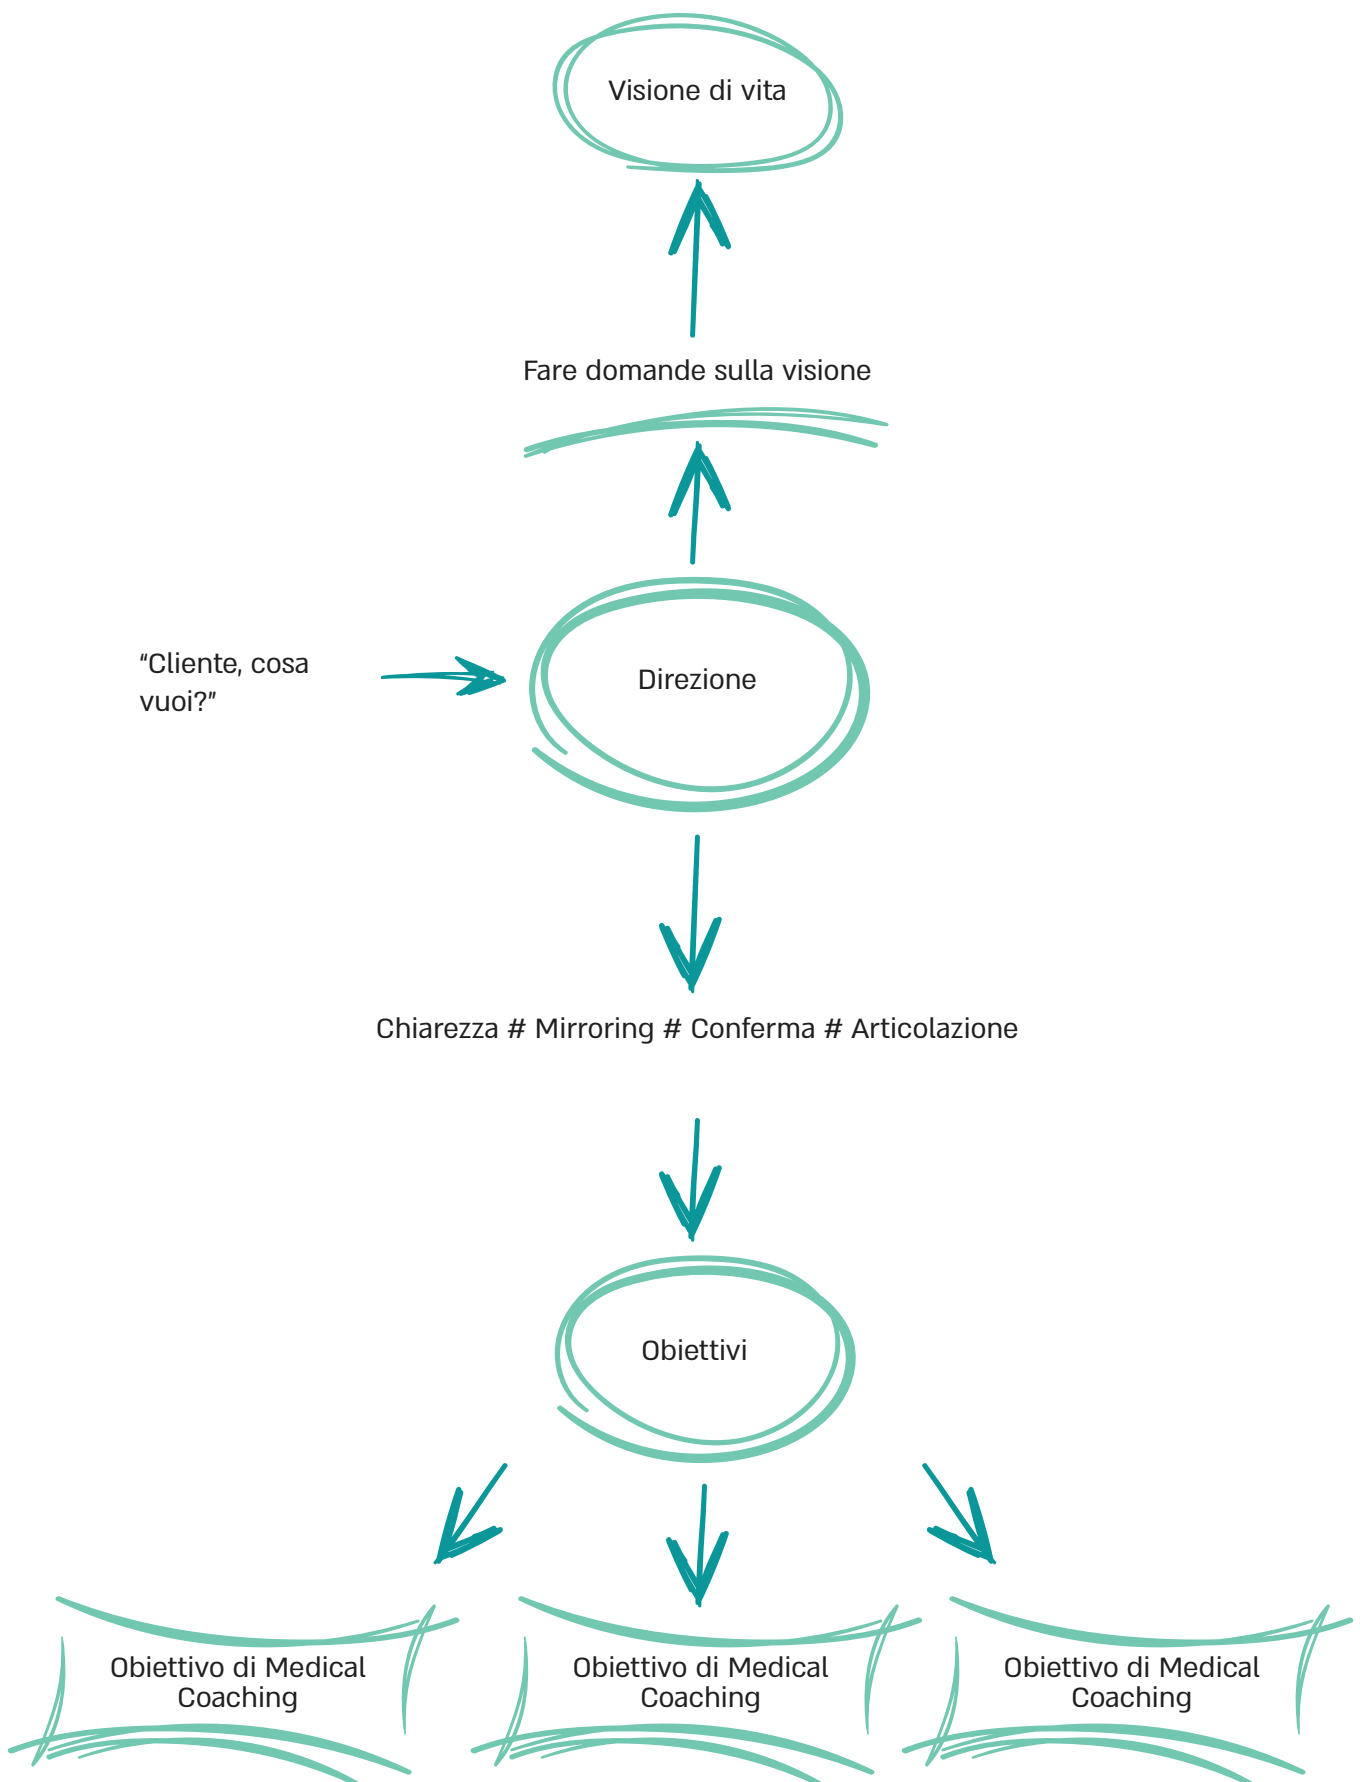 Visione di vita
Fare domande sulla visione
"Cliente, cosa
vuoi?"
Direzione
Chiarezza # Mirroring # Conferma # Articolazione
Obiettivi
Obiettivo di Medical
Coaching
Obiettivo di Medical
Coaching
Obiettivo di Medical
Coaching